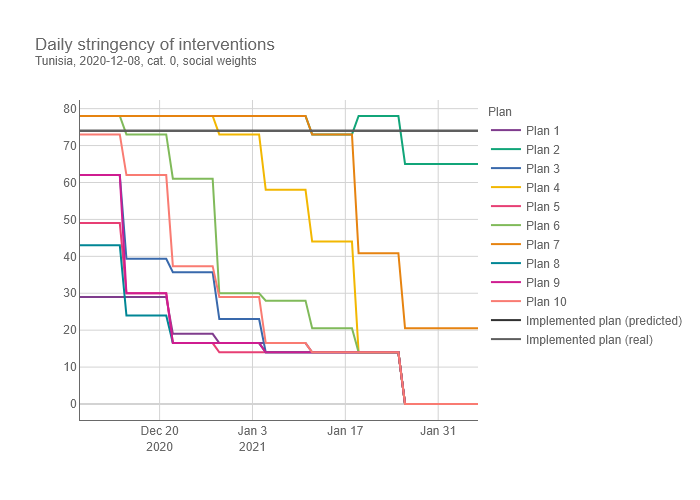 Daily stringency of interventions
Tunisia, 2020-12-08, cat. 0, social weights
80
70
60
50
40
30
20
10
0
Dec 20
2020
Jan 3
2021
Jan 17
Jan 31
Plan
Plan 1
Plan 2
Plan 3
Plan 4
Plan 5
Plan 6
Plan 7
Plan 8
Plan 9
Plan 10
Implemented plan (predicted)
Implemented plan (real)